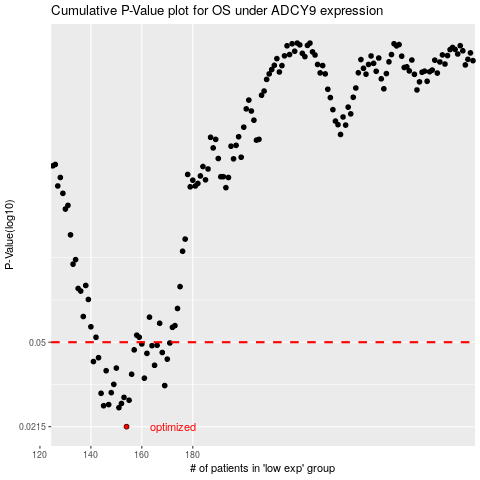 Cumulative P-Value plot for OS under ADCY9 expression
P-Value(log10)
0.05
0.0215
optimized
120 140 160 180
# of patients in 'low exp' group